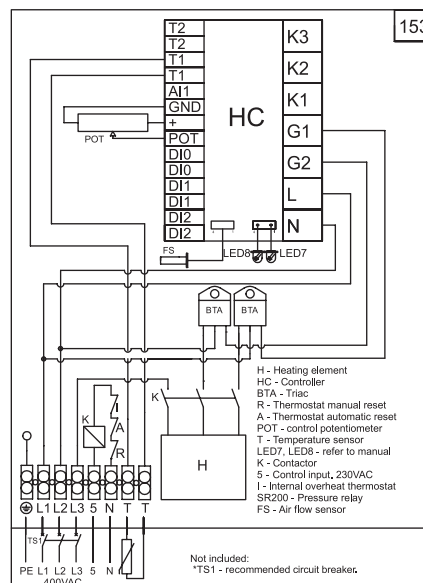 153
T2
T2
T1
T1
AI1
GND
+
POT
DI0
DI0
DI1
DI1
DI2
DI2
HC
K3
K2
K1
G1
G2
L
N
POT
FS
LED8
LED7
BTA
BTA
K
K
I
A
R
H
H - Heating element
HC - Controller
BTA - Triac
R - Thermostat manual reset
A - Thermostat automatic reset
POT - control potentiometer
T - Temperature sensor
LED7, LED8 - refer to manual
K - Contactor
5 - Control input, 230VAC
I - Internal overheat thermostat
SR200 - Pressure relay
FS - Air flow sensor
L1 L2 L3 5 N T T
TS1
PE L1 L2 L3 5 N
400VAC
Not included:
*TS1 - recommended circuit breaker.